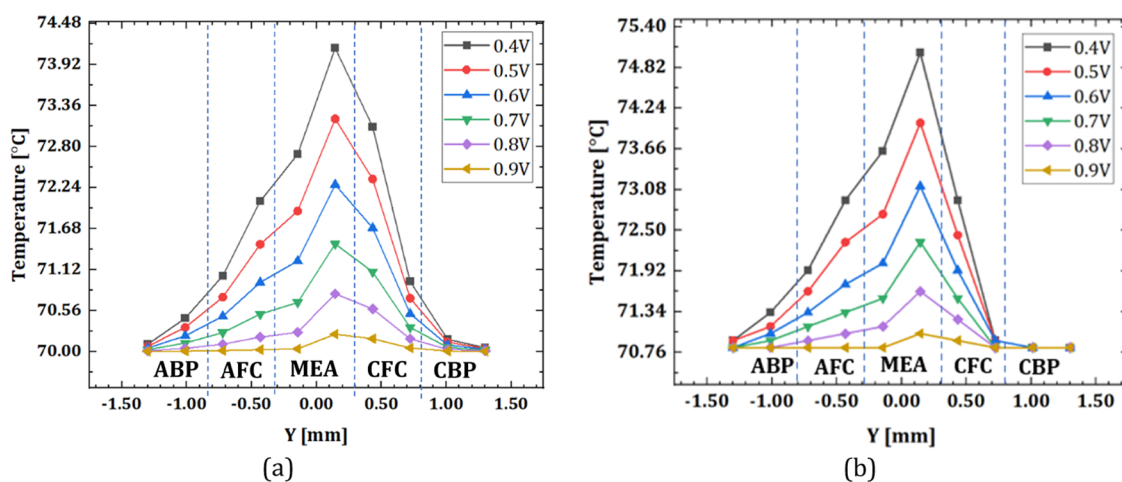 74.48
73.92
73.36
72.80
72.24
71.68
71.12
70.56
70.00
Temperature [°C]
0.4V
0.5V
0.6V
0.7V
0.8V
0.9V
ABP AFC MEA CFC CBP
-1.50 -1.00 -0.50 0.00 0.50 1.00 1.50
Y [mm]
(a)
75.40
74.82
74.24
73.66
73.08
72.50
71.92
71.34
70.76
Temperature [°C]
0.4V
0.5V
0.6V
0.7V
0.8V
0.9V
ABP AFC MEA CFC CBP
-1.50 -1.00 -0.50 0.00 0.50 1.00 1.50
Y [mm]
(b)